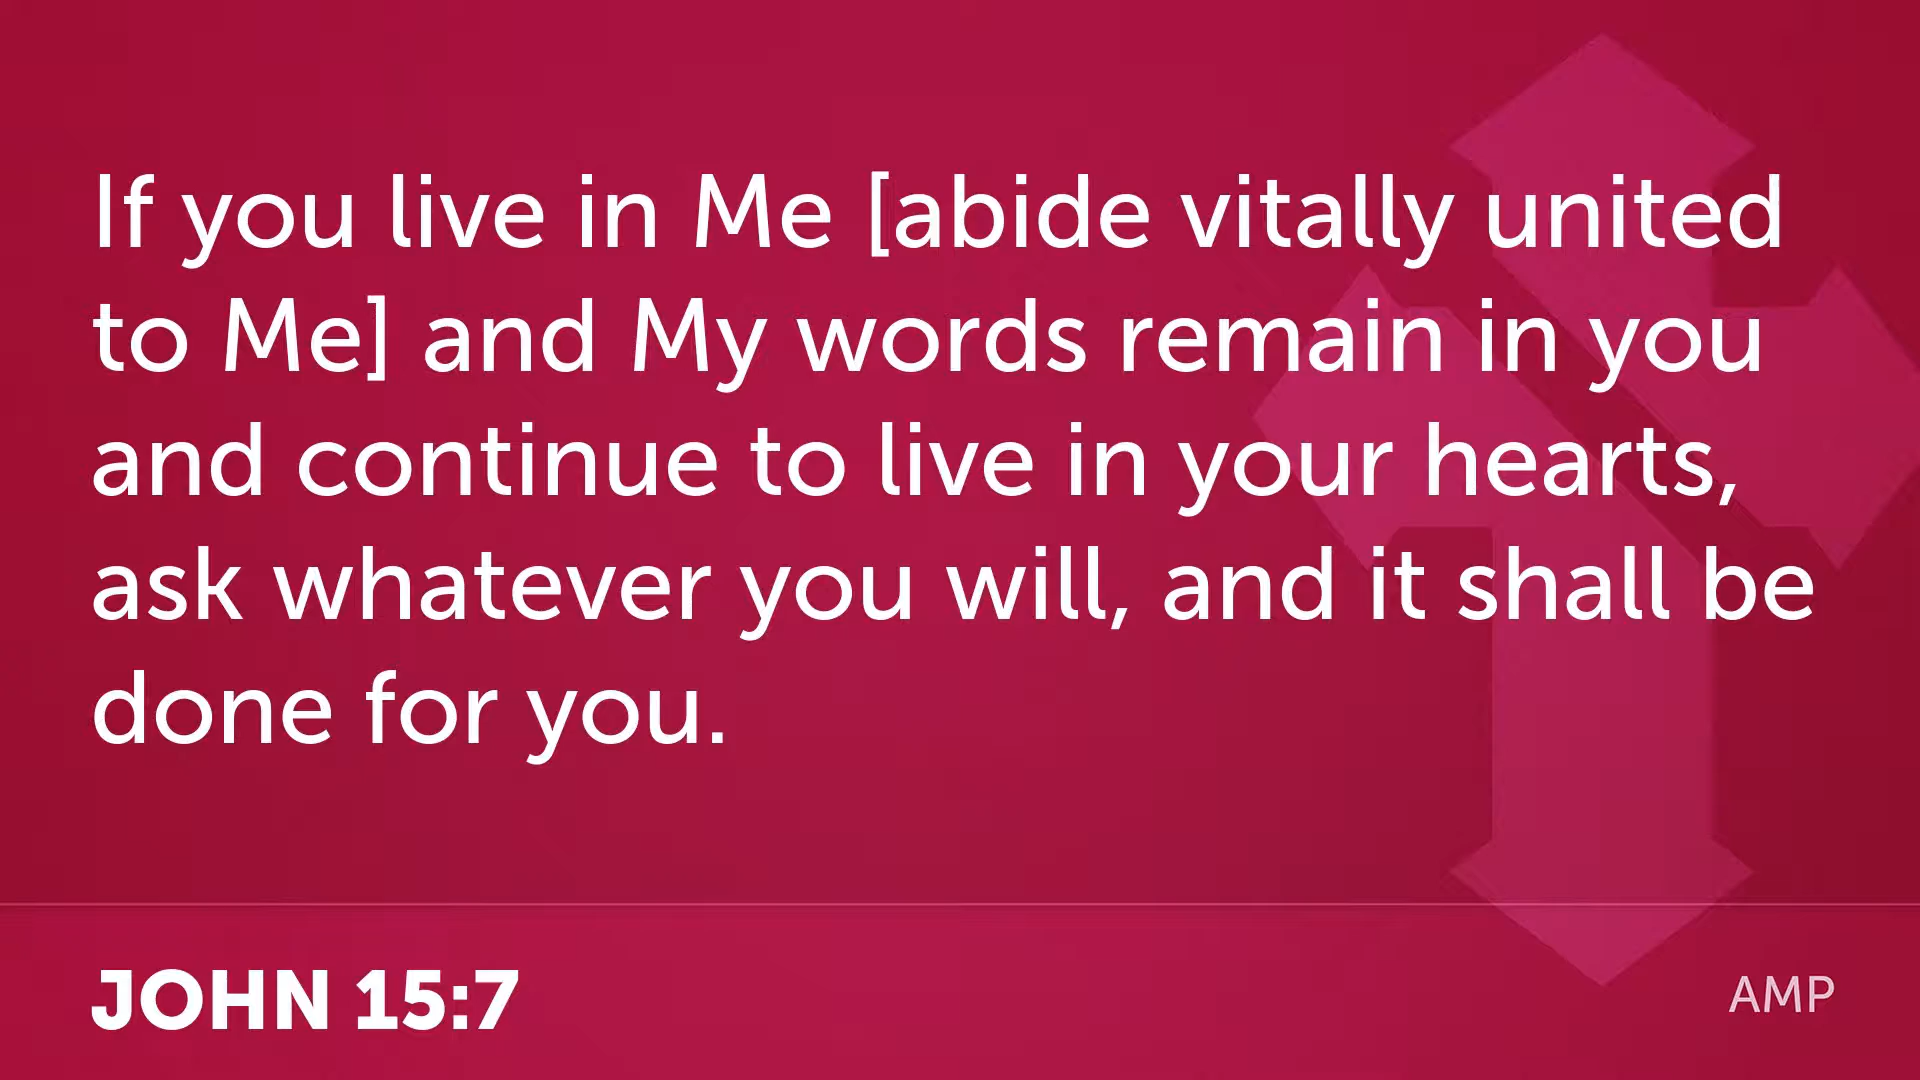 If you live in Me [abide vitally united
to Me] and My words remain in you
and continue to live in your hearts,
ask whatever you will, and it shall be
done for you.
JOHN 15:7
AMP